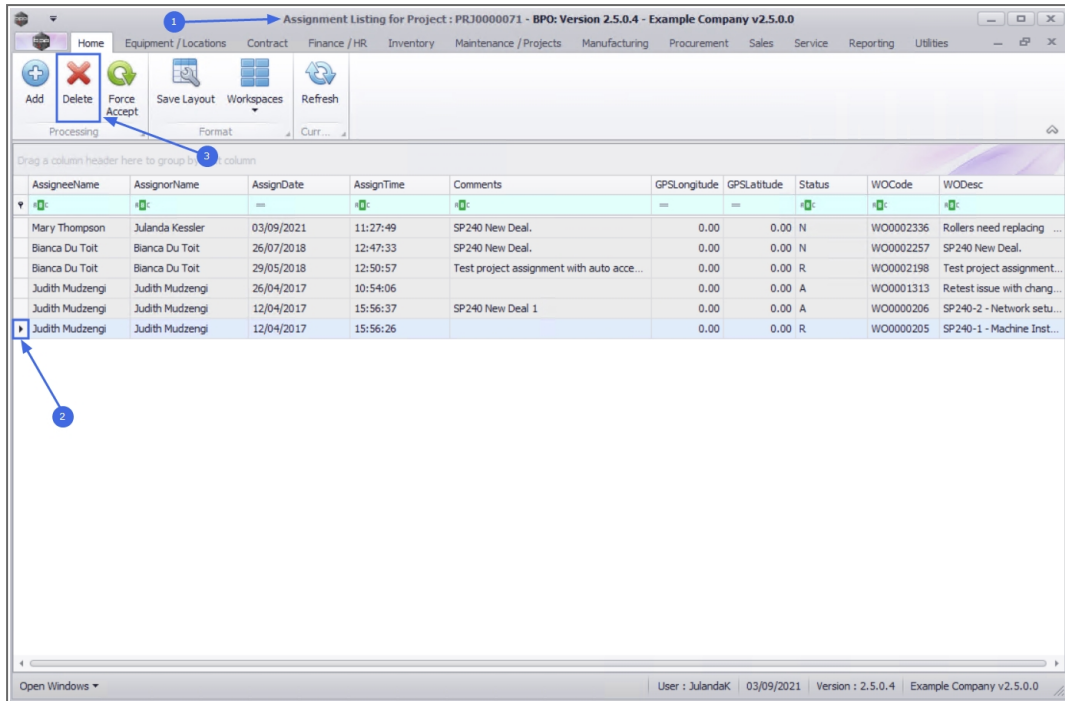 1
Assignment Listing for Project : PRJ0000071 - BPO: Version 2.5.0.4 - Example Company v2.5.0.0
Home Equipment / Locations Contract Finance / HR Inventory Maintenance / Projects Manufacturing Procurement Sales Service Reporting Utilities
Add Delete Force Accept Save Layout Workspaces Refresh
Processing Format Curr...
3
Drag a column header here to group by column
AssigneeName AssignorName AssignDate AssignTime Comments GPSLongitude GPSLatitude Status WOCode WODesc
Mary Thompson Julanda Kessler 03/09/2021 11:27:49 SP240 New Deal. 0.00 0.00 N WO0002336 Rollers need replacing ...
Bianca Du Toit Bianca Du Toit 26/07/2018 12:47:33 SP240 New Deal. 0.00 0.00 N WO0002257 SP240 New Deal.
Bianca Du Toit Bianca Du Toit 29/05/2018 12:50:57 Test project assignment with auto acce... 0.00 0.00 R WO0002198 Test project assignment...
Judith Mudzengi Judith Mudzengi 26/04/2017 10:54:06 0.00 0.00 A WO0001313 Retest issue with chang...
Judith Mudzengi Judith Mudzengi 12/04/2017 15:56:37 SP240 New Deal 1 0.00 0.00 A WO0000206 SP240-2 - Network setu...
Judith Mudzengi Judith Mudzengi 12/04/2017 15:56:26 0.00 0.00 R WO0000205 SP240-1 - Machine Inst...
2
Open Windows User : JulandaK 03/09/2021 Version : 2.5.0.4 Example Company v2.5.0.0